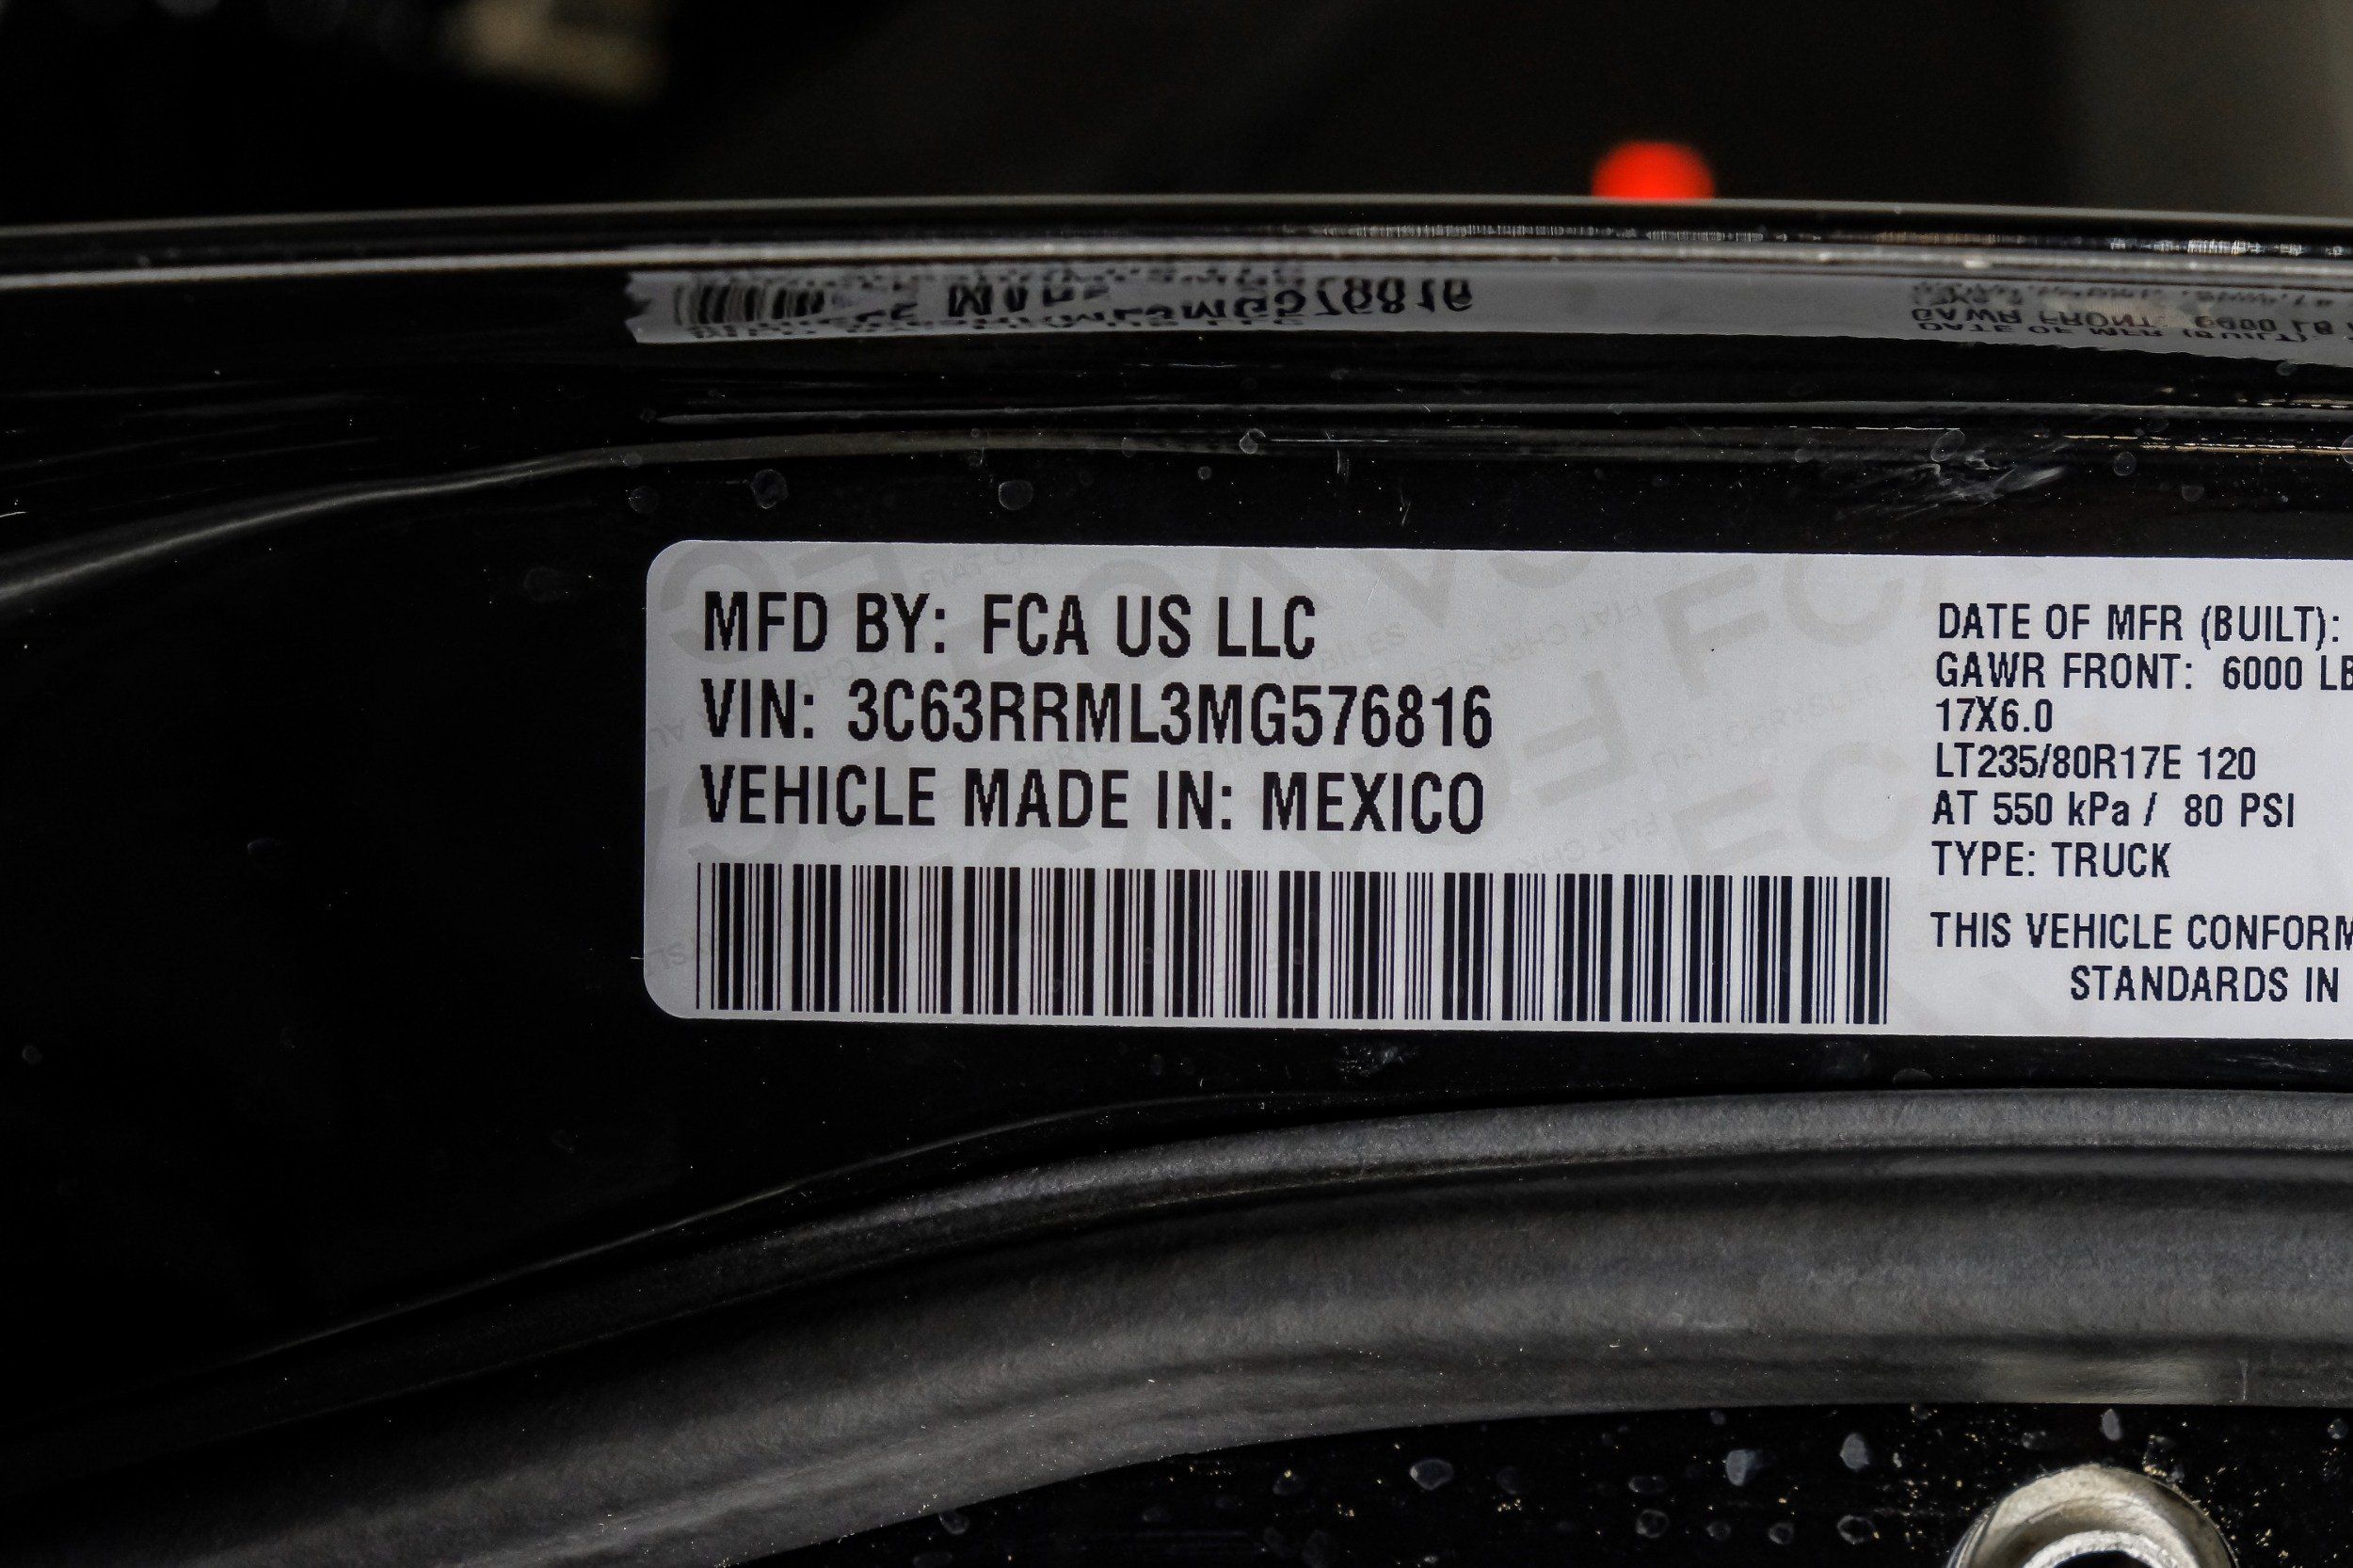 MFD BY: FCA US LLC
VIN: 3C63RRML3MG576816
VEHICLE MADE IN: MEXICO
DATE OF MFR (BUILT):
GAWR FRONT: 6000 LB
17X6.0
LT235/80R17E 120
AT 550 kPa / 80 PSI
TYPE: TRUCK
THIS VEHICLE CONFORM
STANDARDS IN